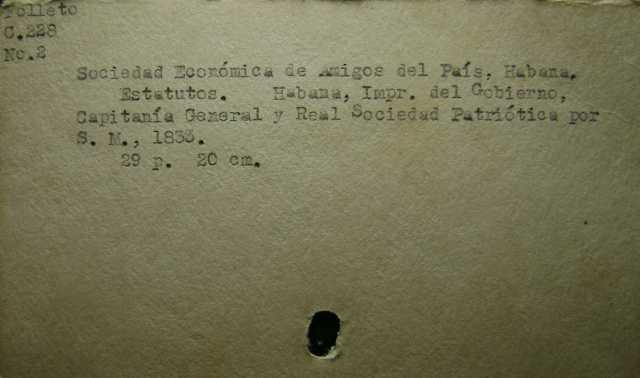 Folleto
C.228
No.2
Sociedad Económica de Amigos del País, Habana.
Estatutos. Habana, Impr. del Gobierno,
Capitanía General y Real Sociedad Patriótica por
S. M., 1833.
29 p. 20 cm.